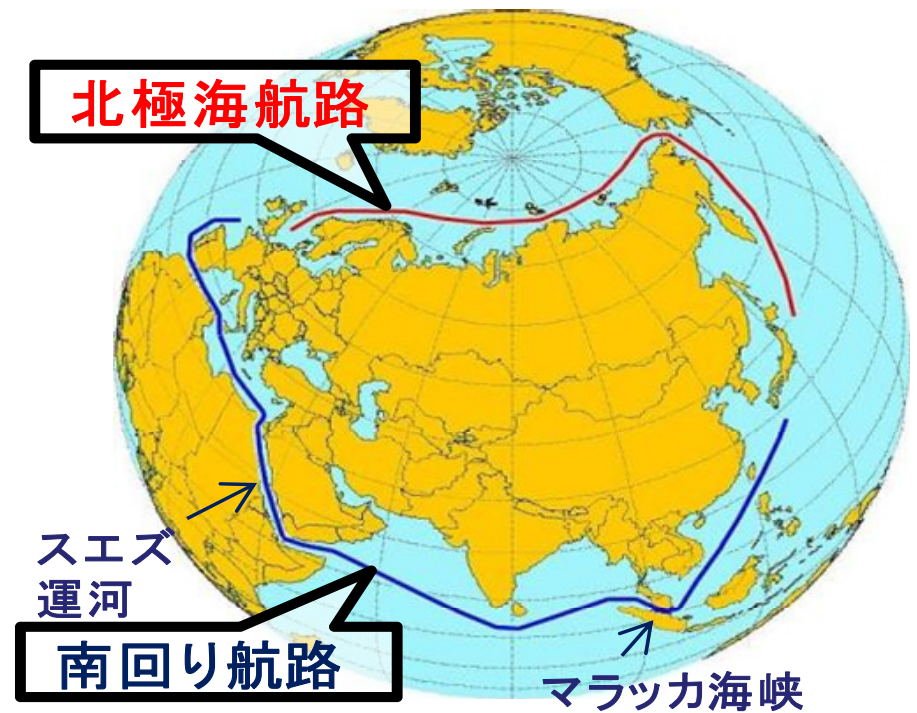 北極海航路
スエズ
運河
南回り航路
マラッカ海峡